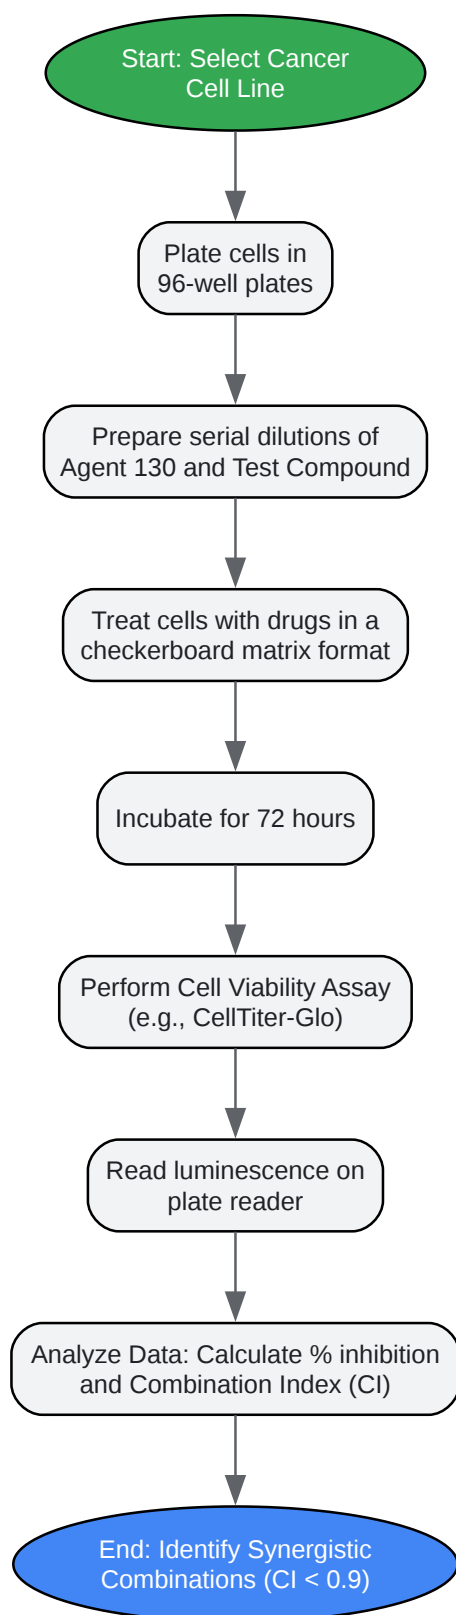 Start: Select Cancer
Cell Line
Plate cells in
96-well plates
Prepare serial dilutions of
Agent 130 and Test Compound
Treat cells with drugs in a
checkerboard matrix format
Incubate for 72 hours
Perform Cell Viability Assay
(e.g., CellTiter-Glo)
Read luminescence on
plate reader
Analyze Data: Calculate % inhibition
and Combination Index (CI)
End: Identify Synergistic
Combinations (CI < 0.9)